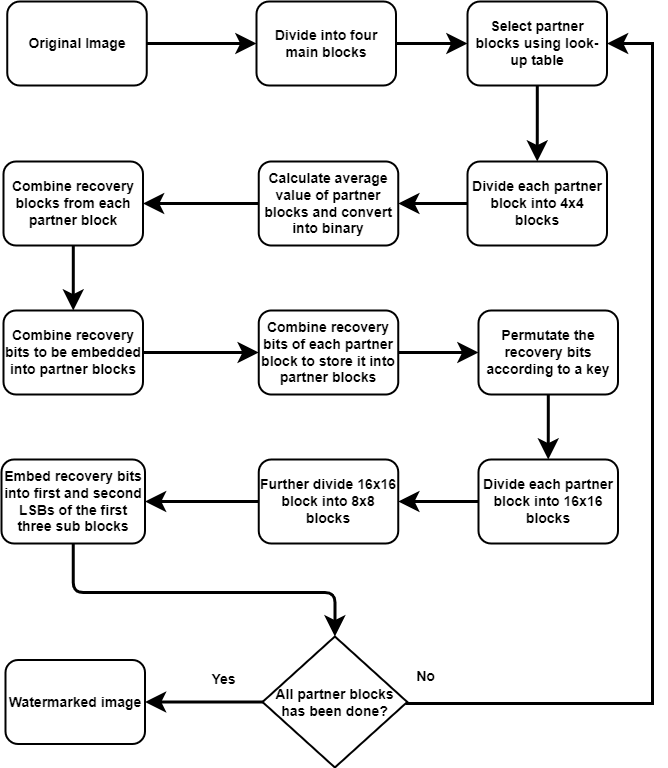 Original Image
Divide into four
main blocks
Select partner
blocks using look-
up table
Combine recovery
blocks from each
partner block
Calculate average
value of partner
blocks and convert
into binary
Divide each partner
block into 4x4
blocks
Combine recovery
bits to be embedded
into partner blocks
Combine recovery
bits of each partner
block to store it into
partner blocks
Permutate the
recovery bits
according to a key
Embed recovery bits
into first and second
LSBs of the first
three sub blocks
Further divide 16x16
block into 8x8
blocks
Divide each partner
block into 16x16
blocks
Watermarked image
Yes
All partner blocks
has been done?
No